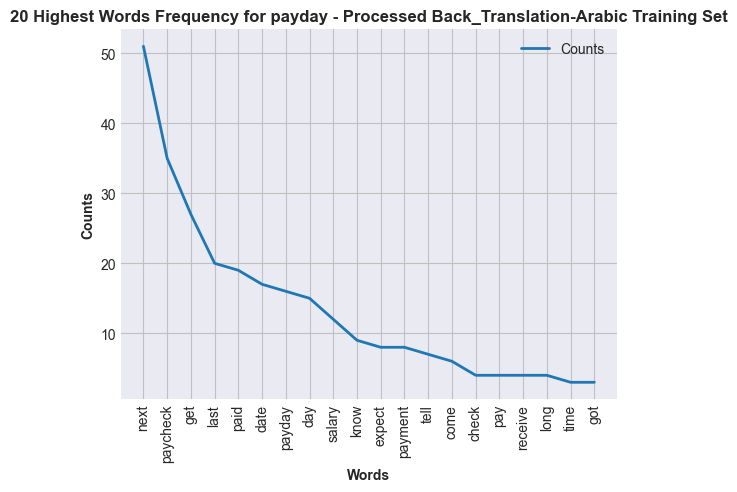 20 Highest Words Frequency for payday - Processed Back_Translation-Arabic Training Set
Counts
50
40
30
20
10
Counts
next
paycheck
get
last
paid
date
payday
day
salary
know
expect
payment
tell
come
check
pay
receive
long
time
got
Words